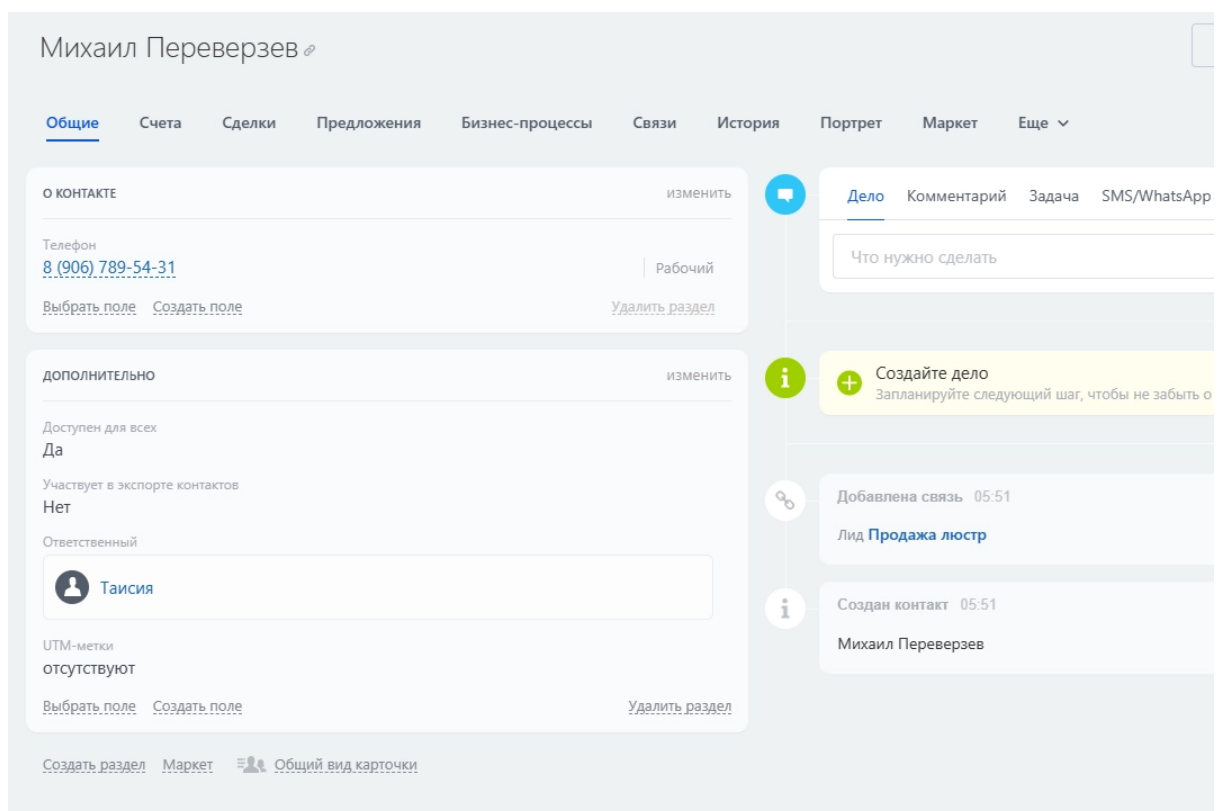 Михаил Переверзев
Общие Счета Сделки Предложения Бизнес-процессы Связи История Портрет Маркет Еще
О КОНТАКТЕ изменить
Телефон
8 (906) 789-54-31 Рабочий
Выбрать поле Создать поле Удалить раздел
ДОПОЛНИТЕЛЬНО изменить
Доступен для всех
Да
Участвует в экспорте контактов
Нет
Ответственный
Таисия
UTM-метки
отсутствуют
Выбрать поле Создать поле Удалить раздел
Создать раздел Маркет Общий вид карточки
Дело Комментарий Задача SMS/WhatsApp
Что нужно сделать
Создайте дело
Запланируйте следующий шаг, чтобы не забыть о
Добавлена связь 05:51
Лид Продажа люстр
Создан контакт 05:51
Михаил Переверзев